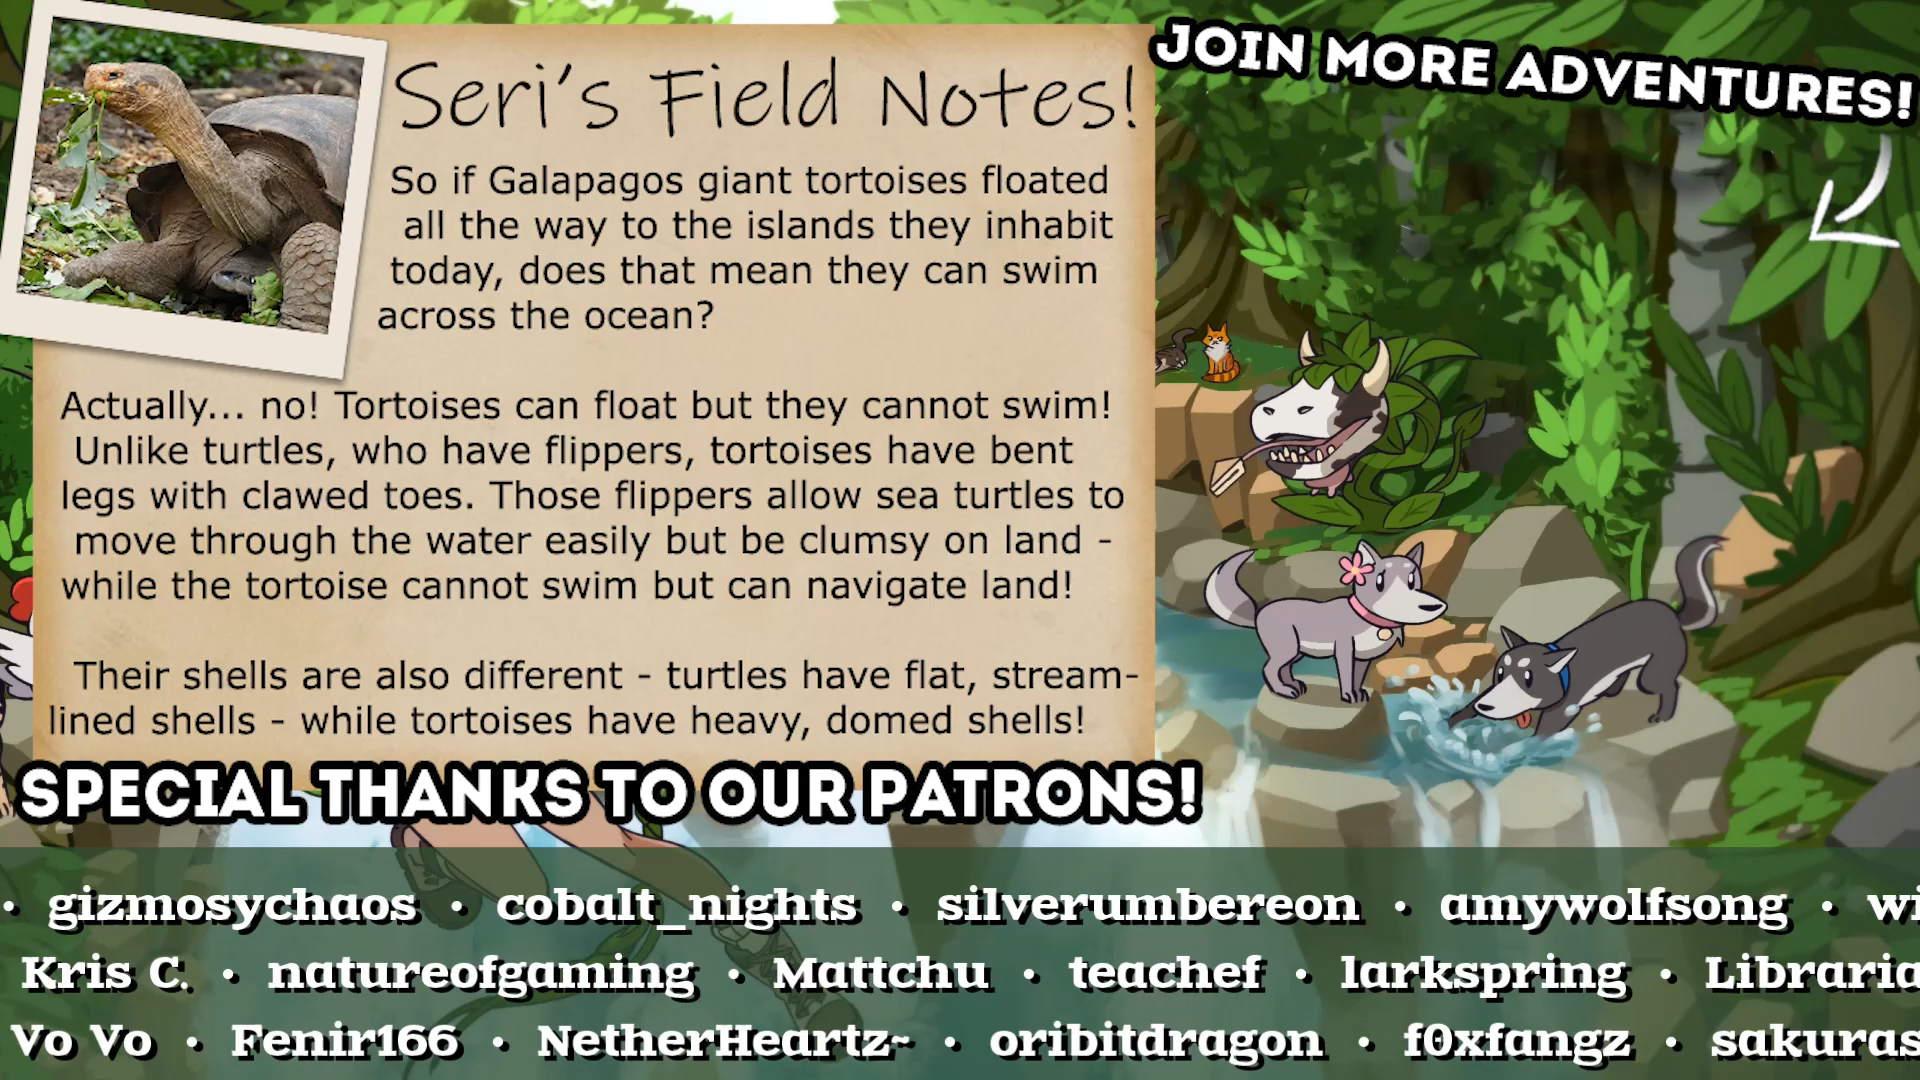 Seri's Field Notes!
JOIN MORE ADVENTURES!
So if Galapagos giant tortoises floated
all the way to the islands they inhabit
today, does that mean they can swim
across the ocean?
Actually... no! Tortoises can float but they cannot swim!
Unlike turtles, who have flippers, tortoises have bent
legs with clawed toes. Those flippers allow sea turtles to
move through the water easily but be clumsy on land -
while the tortoise cannot swim but can navigate land!
Their shells are also different - turtles have flat, stream-
lined shells - while tortoises have heavy, domed shells!
SPECIAL THANKS TO OUR PATRONS!
· gizmosychaos · cobalt_nights · silverumbereon · amywolfsong · wi
Kris C. · natureofgaming · Mattchu · teachef · larkspring · Libraria
Vo Vo · Fenir166 · NetherHeartz~ · oribitdragon · f0xfangz · sakuras